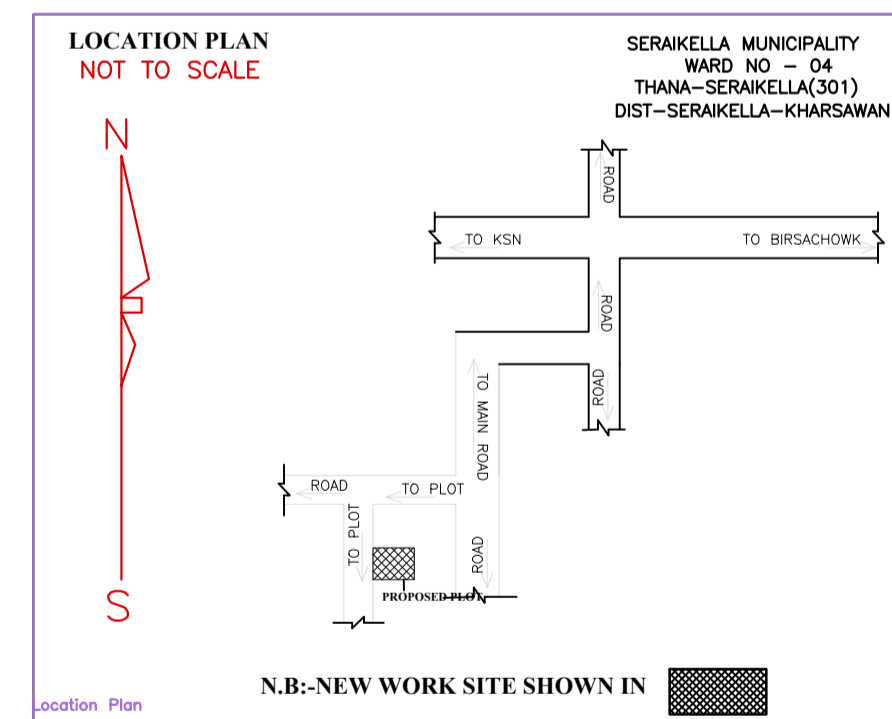 LOCATION PLAN
NOT TO SCALE
SERAIKELLA MUNICIPALITY
WARD NO - 04
THANA-SERAIKELLA(301)
DIST-SERAIKELLA-KHARSAWAN
N
ROAD
TO KSN
TO BIRSACHOWK
ROAD
ROAD
TO MAIN ROAD
ROAD
TO PLOT
TO PLOT
ROAD
PROPOSED PLOT
S
N.B:-NEW WORK SITE SHOWN IN
Location Plan